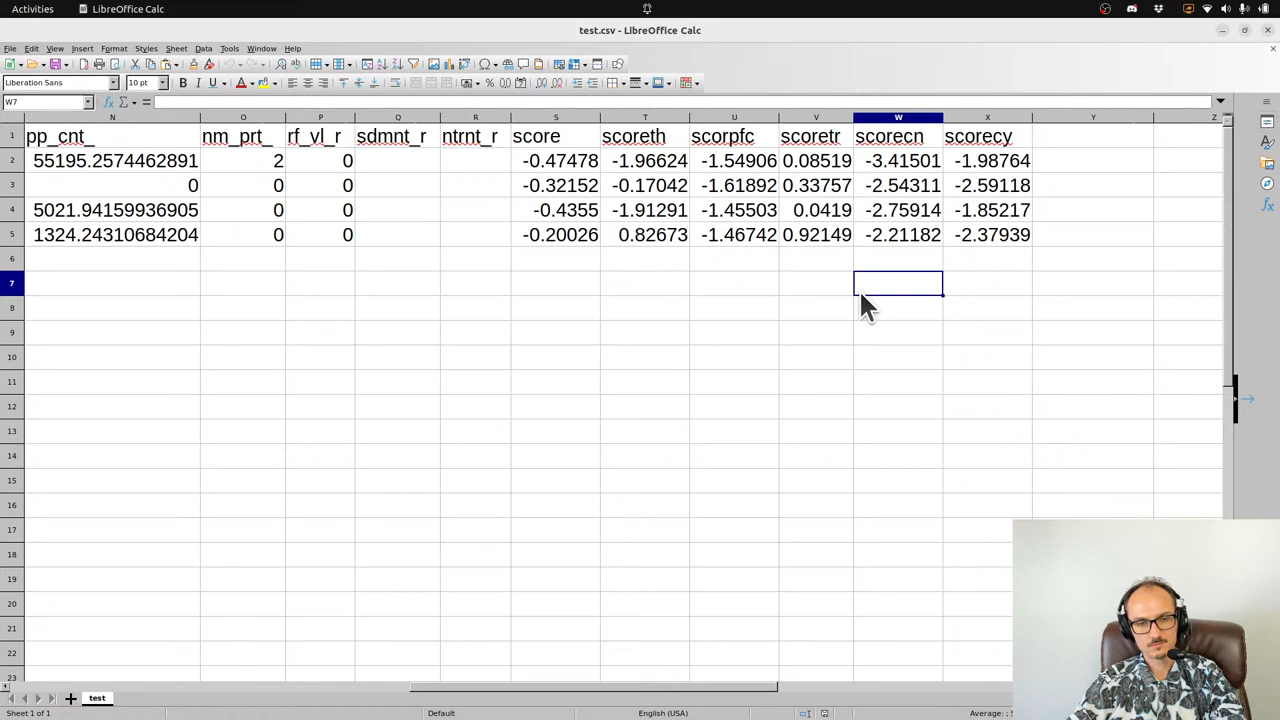 Activities LibreOffice Calc
test.csv - LibreOffice Calc
File Edit View Insert Format Styles Sheet Data Tools Window Help
Liberation Sans 10 pt
W7
N O P Q R S T U V W X Y Z
1 pp_cnt_ nm_prt_ rf_vl_r sdmnt_r ntrnt_r score scoreth scorpfc scoretr scorecn scorecy
2 55195.2574462891 2 0 -0.47478 -1.96624 -1.54906 0.08519 -3.41501 -1.98764
3 0 0 0 -0.32152 -0.17042 -1.61892 0.33757 -2.54311 -2.59118
4 5021.94159936905 0 0 -0.4355 -1.91291 -1.45503 0.0419 -2.75914 -1.85217
5 1324.24310684204 0 0 -0.20026 0.82673 -1.46742 0.92149 -2.21182 -2.37939
6
7
8
9
10
11
12
13
14
15
16
17
18
19
20
21
22
23
test
Sheet 1 of 1 Default English (USA) Average: ; S